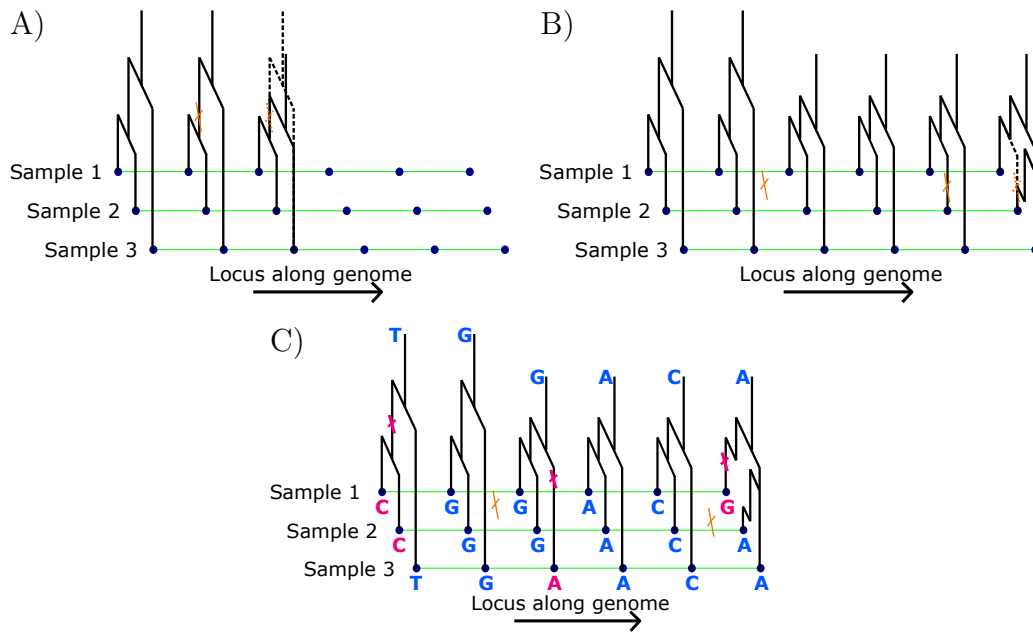 A)
Sample 1
Sample 2
Sample 3
Locus along genome
B)
Sample 1
Sample 2
Sample 3
Locus along genome
C)
T G
G A C A
Sample 1
C G G A C G
Sample 2
C G G A C A
Sample 3
T G A A C A
Locus along genome